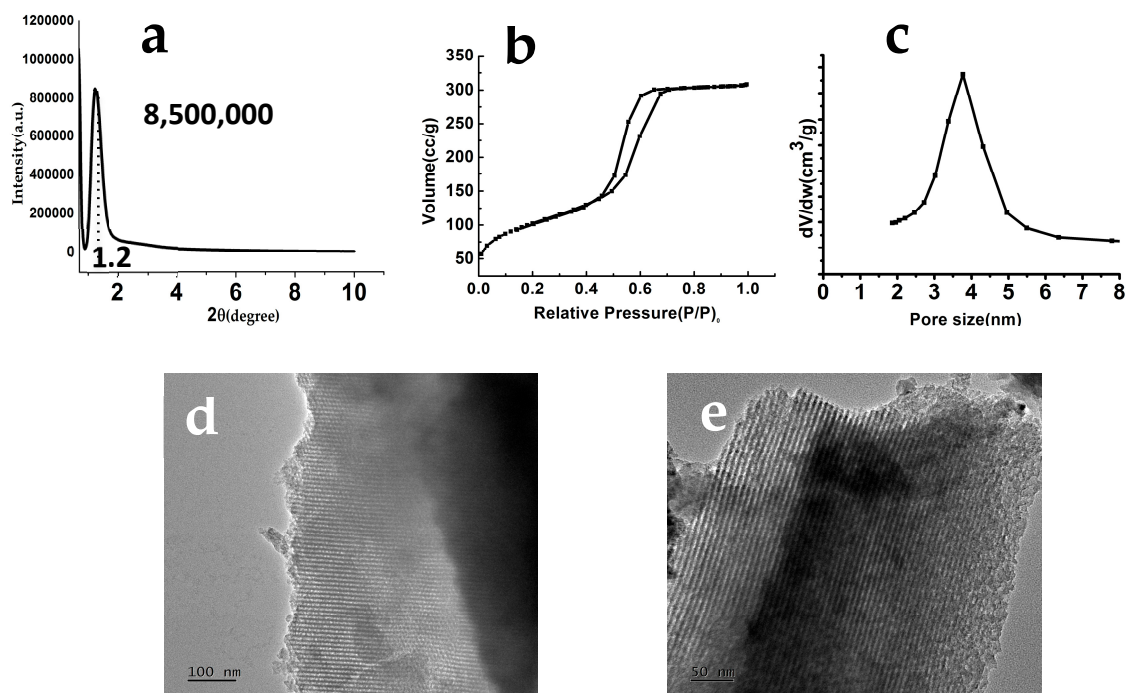 a
1200000
1000000
800000
600000
400000
200000
0
Intensity(a.u.)
8,500,000
1.2
2 4 6 8 10
2θ(degree)
b
350
300
250
200
150
100
50
Volume(cc/g)
0.0 0.2 0.4 0.6 0.8 1.0
Relative Pressure(P/P)₀
c
dV/dw(cm³/g)
0 1 2 3 4 5 6 7 8
Pore size(nm)
d
100 nm
e
50 nm